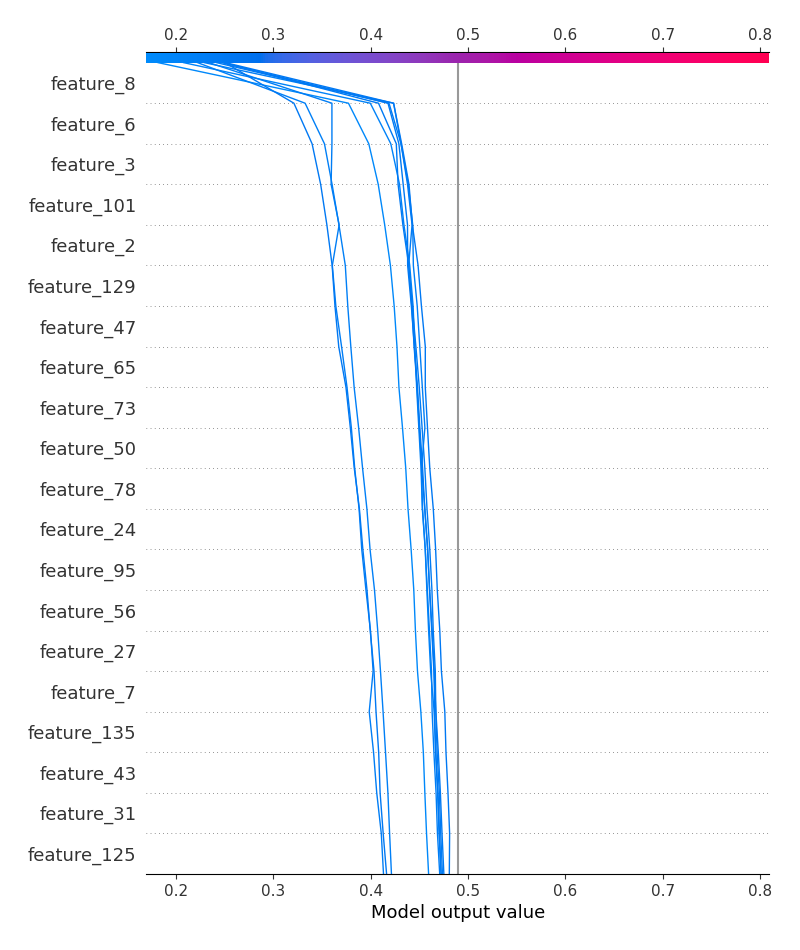 0.2 0.3 0.4 0.5 0.6 0.7 0.8
feature_8
feature_6
feature_3
feature_101
feature_2
feature_129
feature_47
feature_65
feature_73
feature_50
feature_78
feature_24
feature_95
feature_56
feature_27
feature_7
feature_135
feature_43
feature_31
feature_125
0.2 0.3 0.4 0.5 0.6 0.7 0.8
Model output value